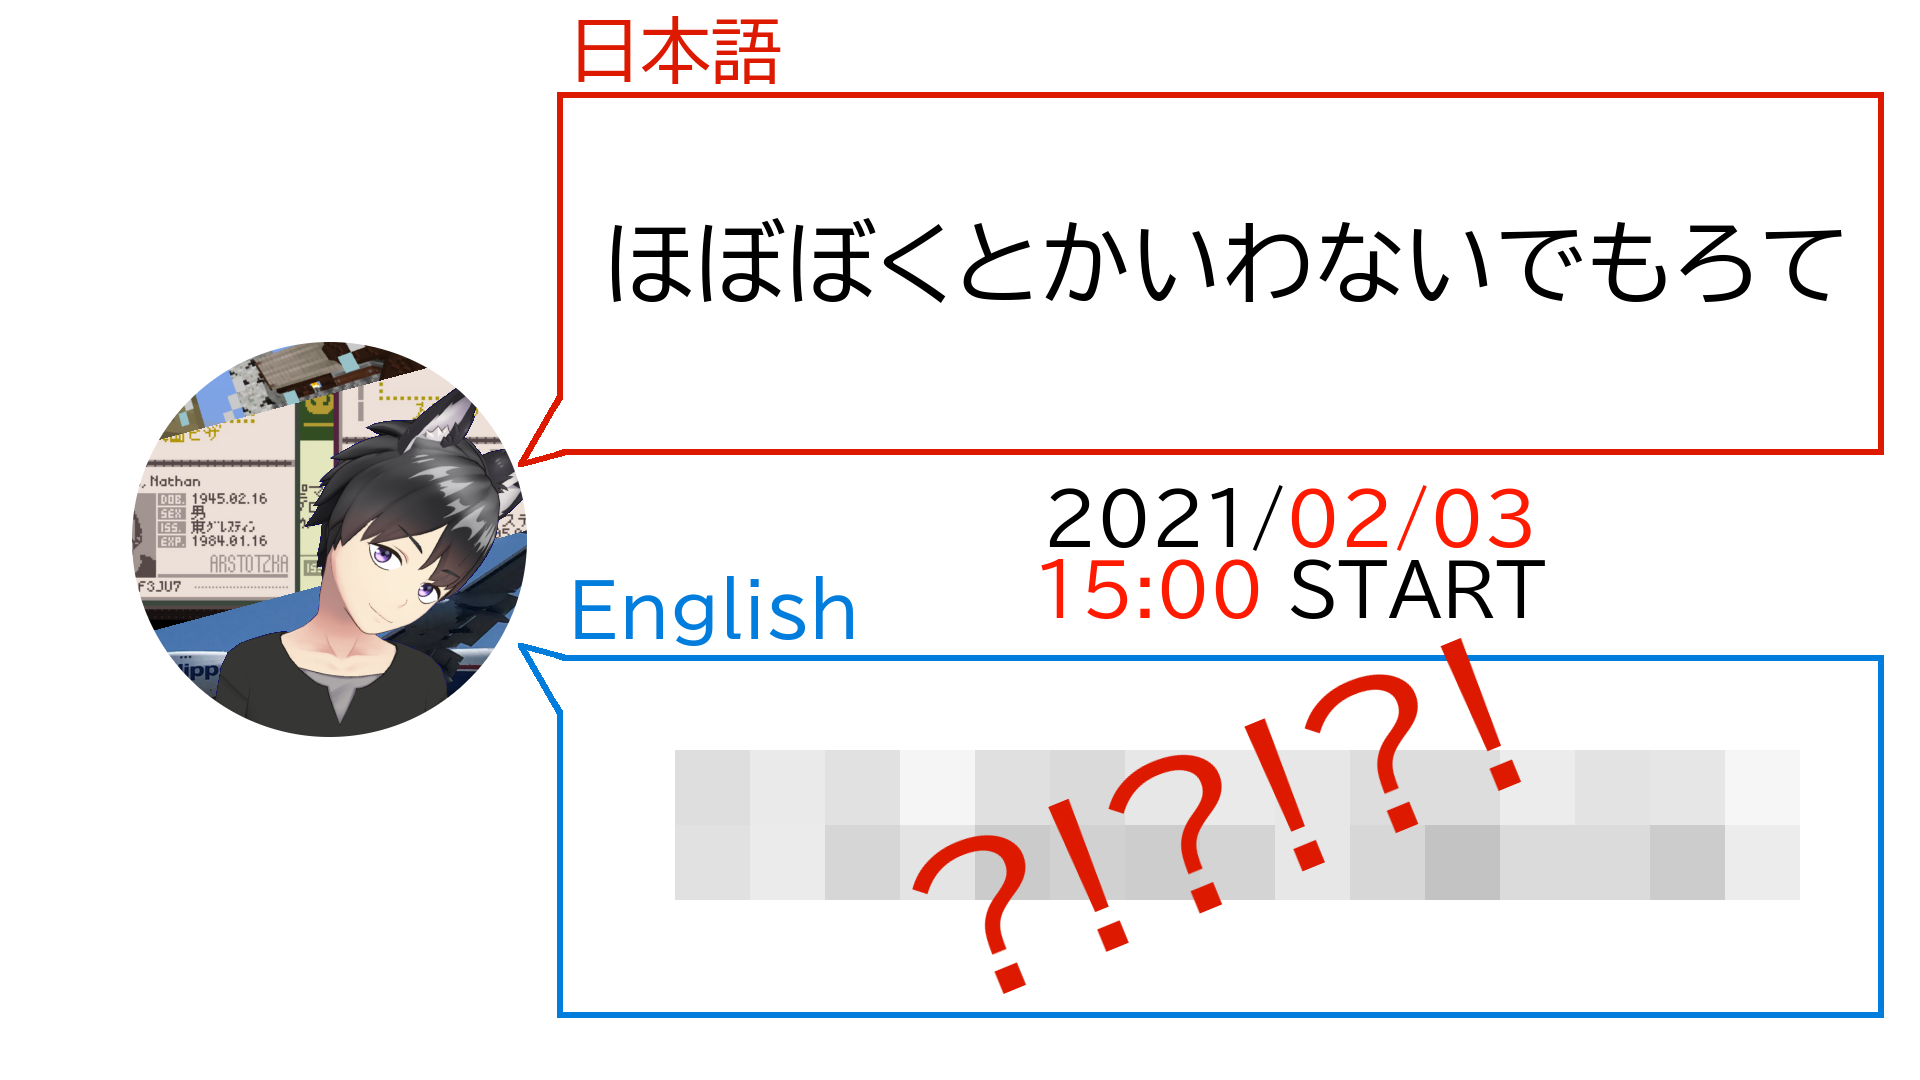 日本語
ほぼぼくとかいわないでもろて
2021/02/03
15:00 START
English
?!?!?!
, Nathan
DOB. 1945.02.16
SEX 男
ISS. 東グレスティン
EXP. 1984.01.16
ARSTOTZKA
F3JU7